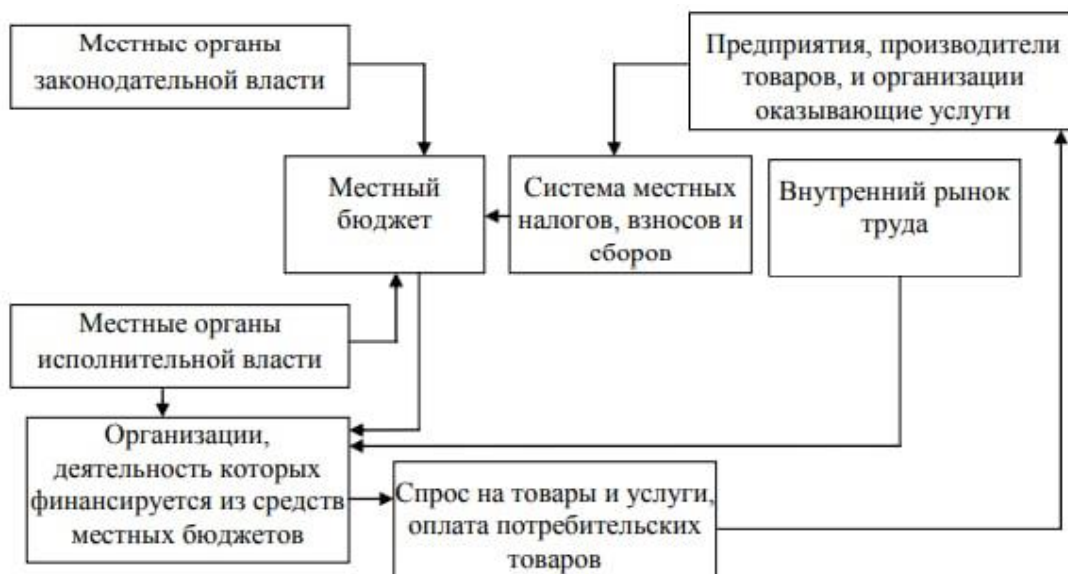 Местные органы
законодательной власти
Предприятия, производители
товаров, и организации
оказывающие услуги
Местный
бюджет
Система местных
налогов, взносов и
сборов
Внутренний рынок
труда
Местные органы
исполнительной власти
Организации,
деятельность которых
финансируется из средств
местных бюджетов
Спрос на товары и услуги,
оплата потребительских
товаров